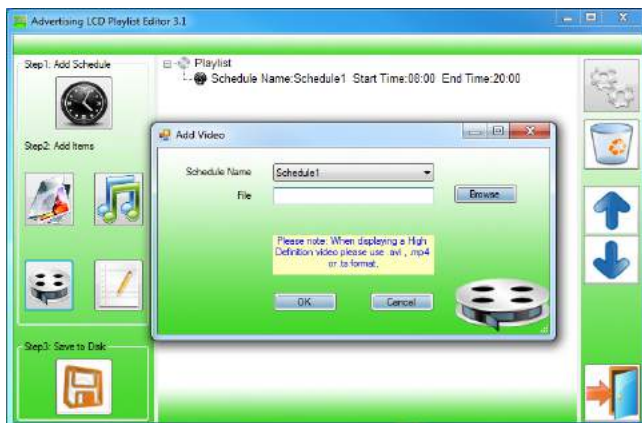 Advertising LCD Playlist Editor 3.1
Step1: Add Schedule
Playlist
Schedule Name:Schedule1 Start Time:08:00 End Time:20:00
Step2: Add Items
Add Video
Schedule Name
Schedule1
File
Browse
Please note: When displaying a High
Definition video please use .avi , .mp4
or .ts format.
OK
Cancel
Step3: Save to Disk